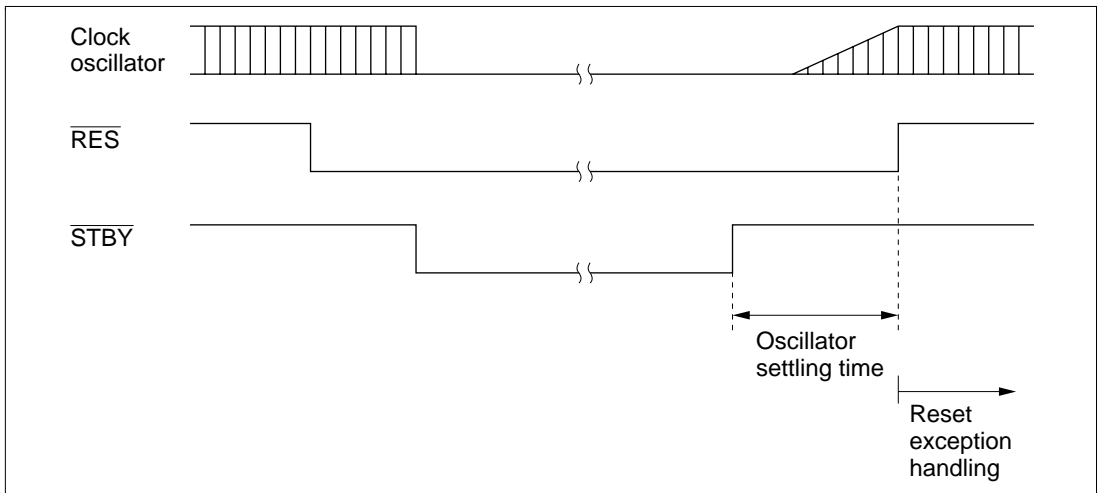 Clock
oscillator
RES
STBY
Oscillator
settling time
Reset
exception
handling